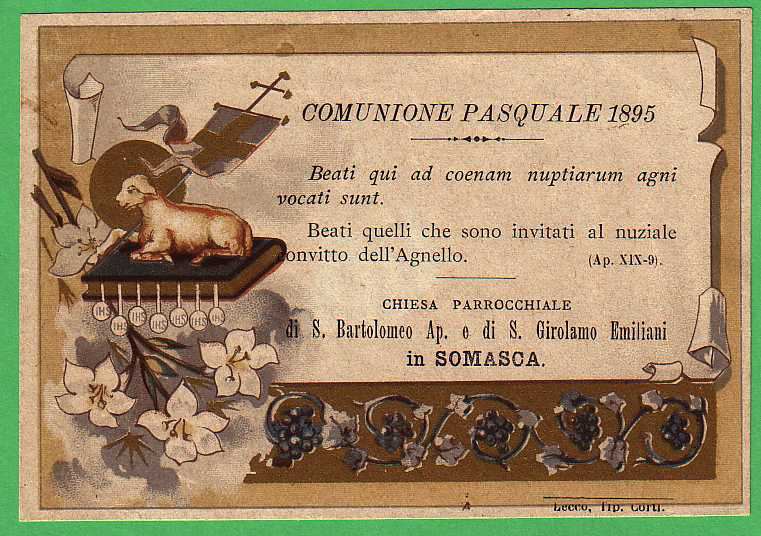 COMUNIONE PASQUALE 1895
Beati qui ad coenam nuptiarum agni
vocati sunt.
Beati quelli che sono invitati al nuziale
onvitto dell'Agnello. (Ap. XIX-9).
CHIESA PARROCCHIALE
di S. Bartolomeo Ap. e di S. Girolamo Emiliani
in SOMASCA.
IHS IHS IHS IHS IHS IHS IHS
A
Lecco, Tip. Corti.